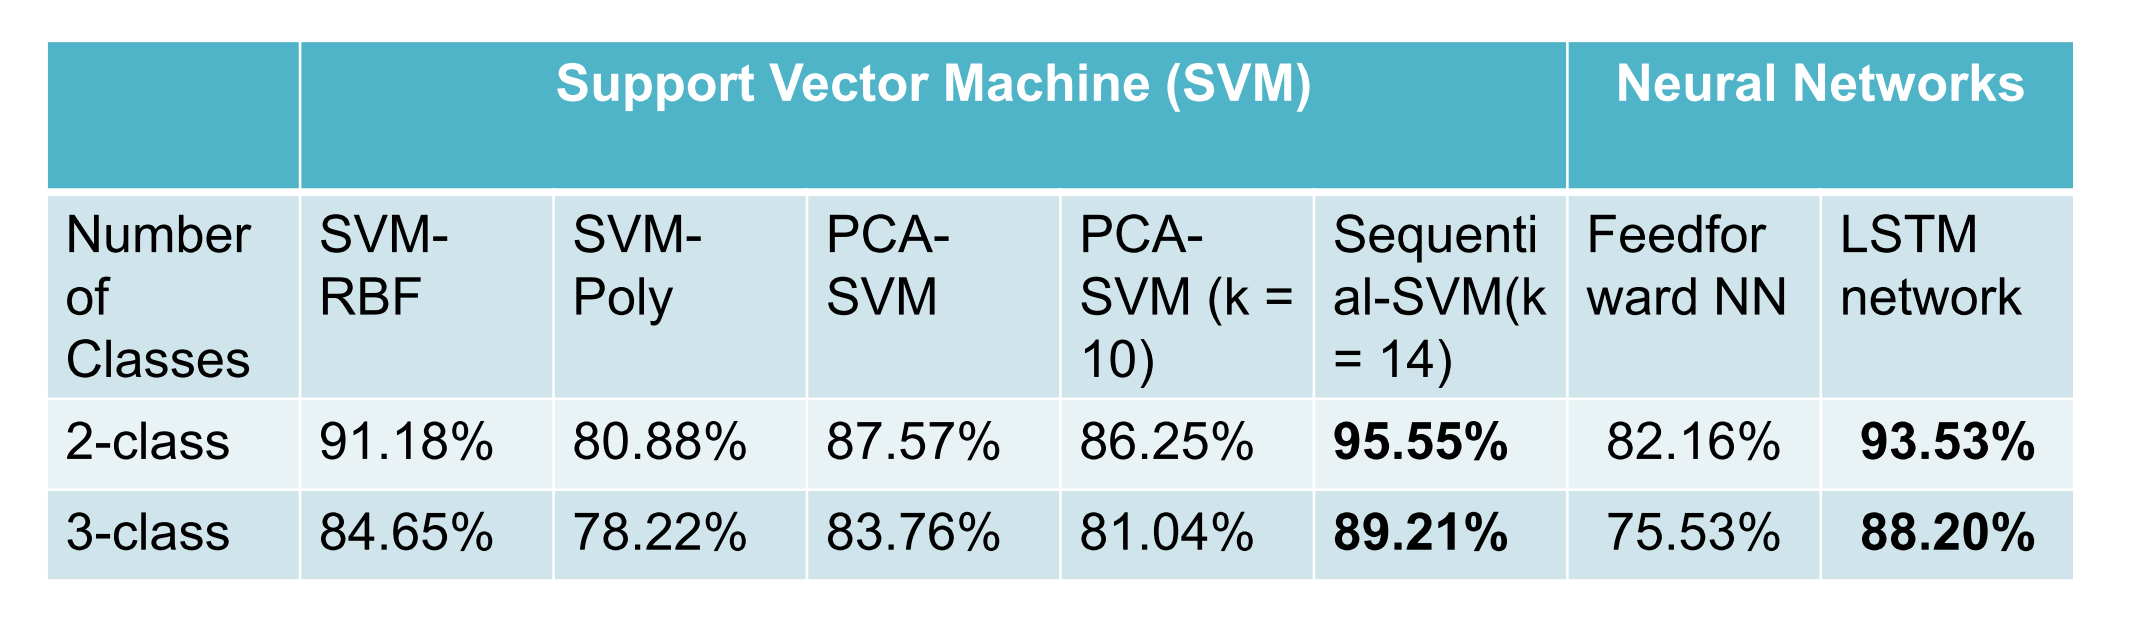 Support Vector Machine (SVM) Neural Networks
Number of Classes SVM-RBF SVM-Poly PCA-SVM PCA-SVM (k = 10) Sequential-SVM(k = 14) Feedforward NN LSTM network
2-class 91.18% 80.88% 87.57% 86.25% 95.55% 82.16% 93.53%
3-class 84.65% 78.22% 83.76% 81.04% 89.21% 75.53% 88.20%